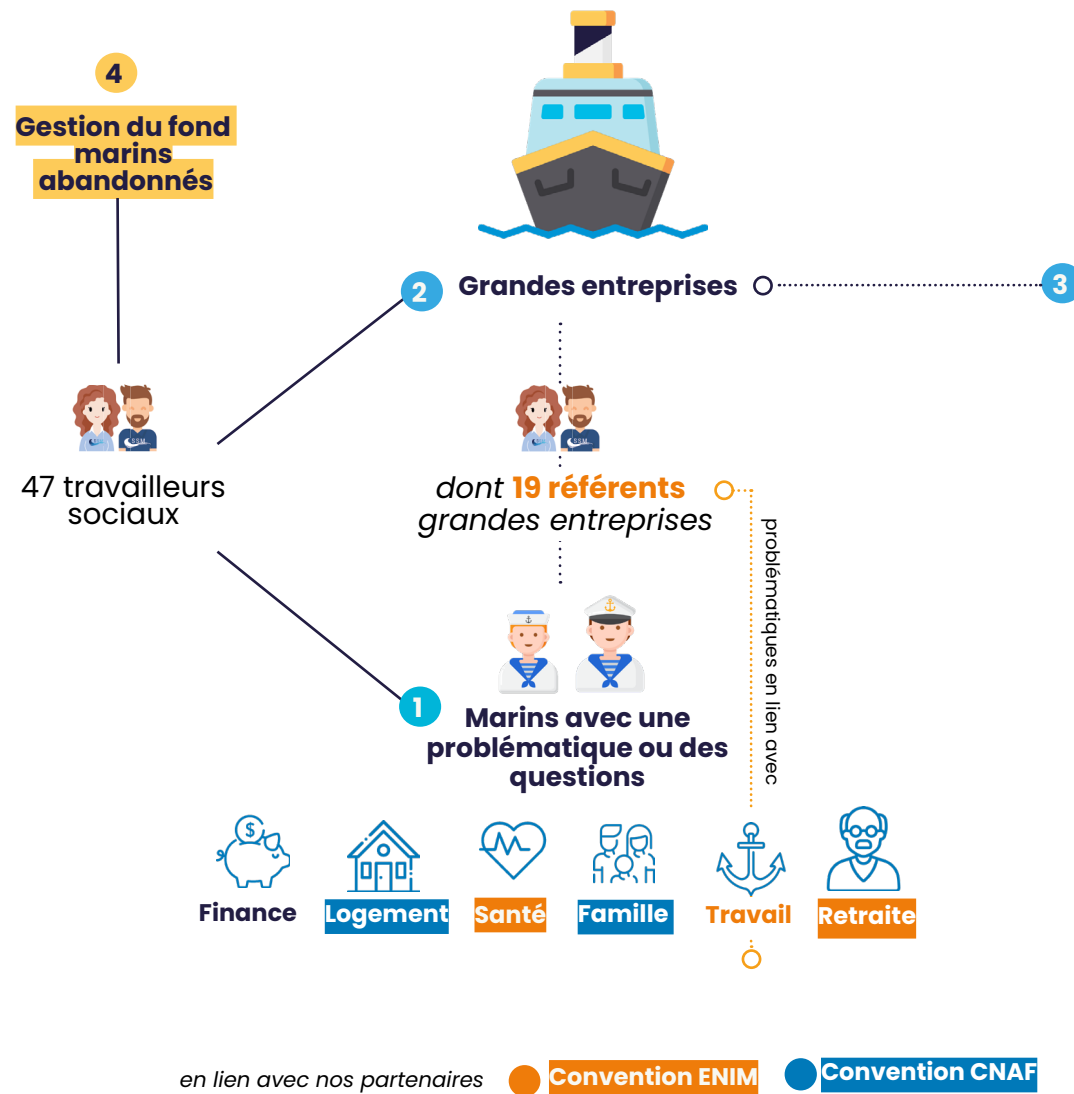 4
Gestion du fond
marins
abandonnés
2
Grandes entreprises
3
SSM
SSM
47 travailleurs
sociaux
dont 19 référents
grandes entreprises
problématiques en lien avec
1
Marins avec une
problématique ou des
questions
$
Finance
Logement
Santé
Famille
Travail
Retraite
en lien avec nos partenaires
Convention ENIM
Convention CNAF